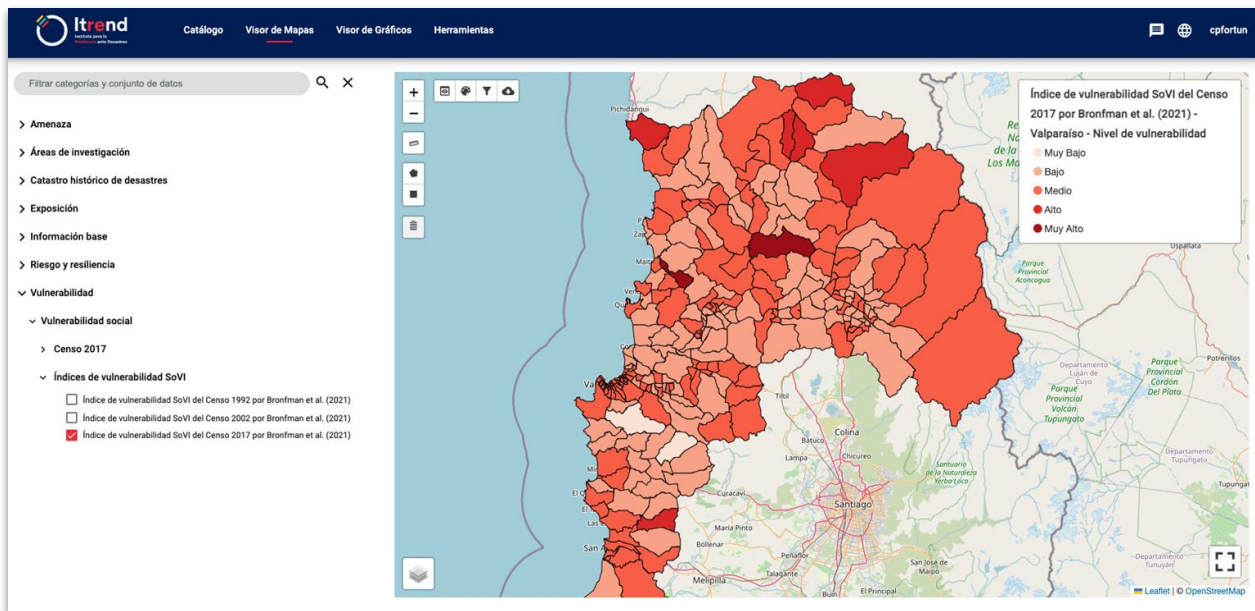 Itrend
Instituto para la
Resiliencia ante Desastres
Catálogo
Visor de Mapas
Visor de Gráficos
Herramientas
cpfortun
Filtrar categorías y conjunto de datos
Amenaza
Áreas de investigación
Catastro histórico de desastres
Exposición
Información base
Riesgo y resiliencia
Vulnerabilidad
Vulnerabilidad social
Censo 2017
Índices de vulnerabilidad SoVI
Índice de vulnerabilidad SoVI del Censo 1992 por Bronfman et al. (2021)
Índice de vulnerabilidad SoVI del Censo 2002 por Bronfman et al. (2021)
Índice de vulnerabilidad SoVI del Censo 2017 por Bronfman et al. (2021)
+
−
Índice de vulnerabilidad SoVI del Censo
2017 por Bronfman et al. (2021) -
Valparaíso - Nivel de vulnerabilidad
Muy Bajo
Bajo
Medio
Alto
Muy Alto
Pichidangui
Los
Uspallata
Parque
Provincial
Aconcagua
Departamento
Luján de
Cuyo
Parque
Provincial
Volcán
Tupungato
Parque
Provincial
Cordón
Del Plata
Potrerillos
Departamento
Tupungato
Tiltil
Colina
Batuco
Lampa
Chicureo
Santuario
de la Naturaleza
Yerba Loca
Curacaví
Santiago
María Pinto
Bollenar
Peñaflor
San José de
Maipo
Melipilla
Talagante
Buin
El Principal
San A
Departamento
Tunuyán
Leaflet | © OpenStreetMap